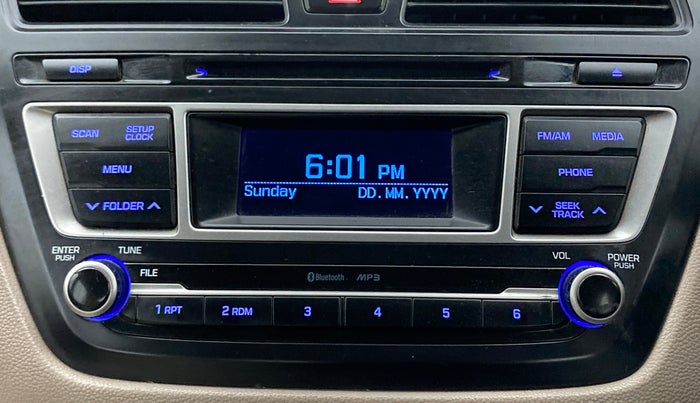 DISP
SCAN
SETUP
CLOCK
MENU
FOLDER
6:01 PM
Sunday
DD.MM.YYYY
FM/AM
MEDIA
PHONE
SEEK
TRACK
ENTER
PUSH
TUNE
FILE
Bluetooth
MP3
VOL
POWER
PUSH
1 RPT
2 RDM
3
4
5
6